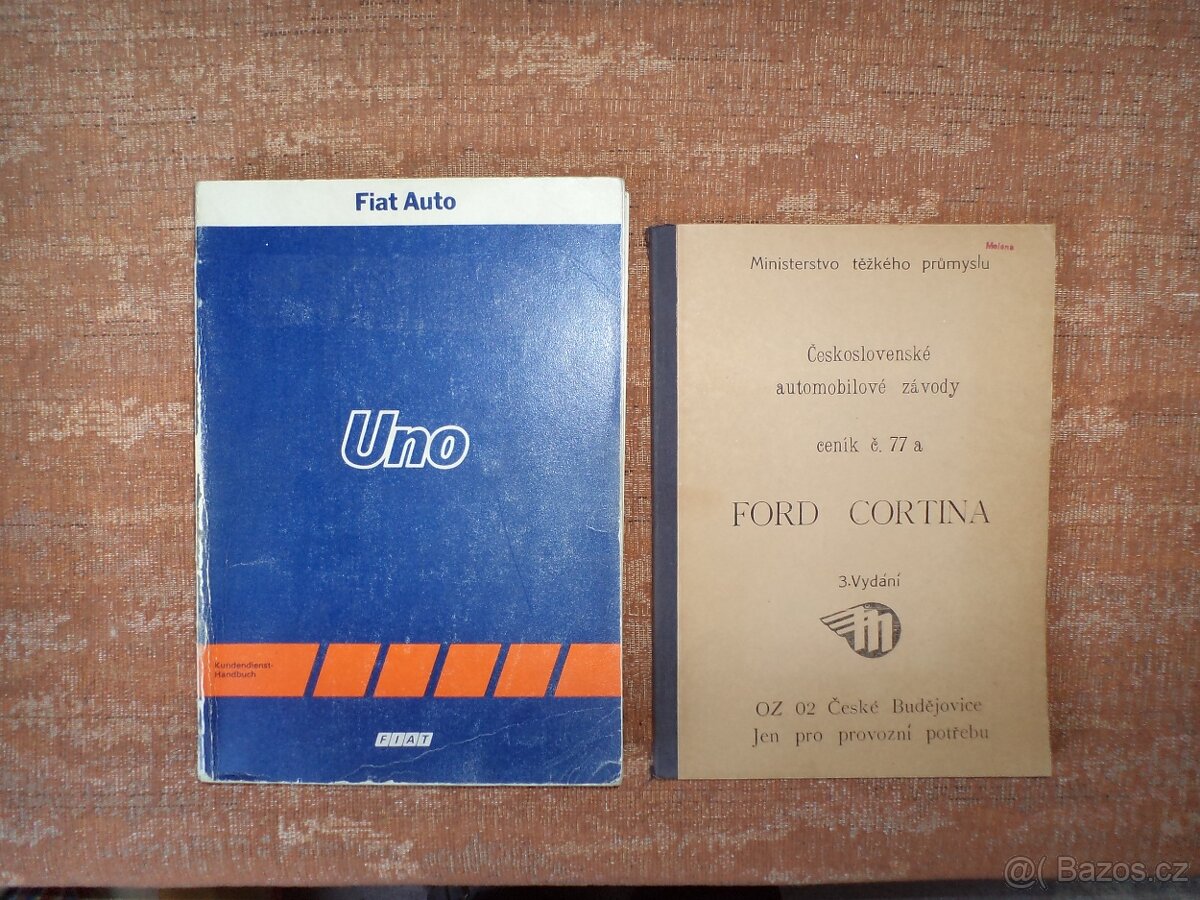 Fiat Auto
Uno
Kundendienst-
Handbuch
FIAT
Ministerstvo těžkého průmyslu
Československé
automobilové závody
ceník č. 77 a
FORD CORTINA
3.Vydání
OZ 02 České Budějovice
Jen pro provozní potřebu
@( Bazos.cz